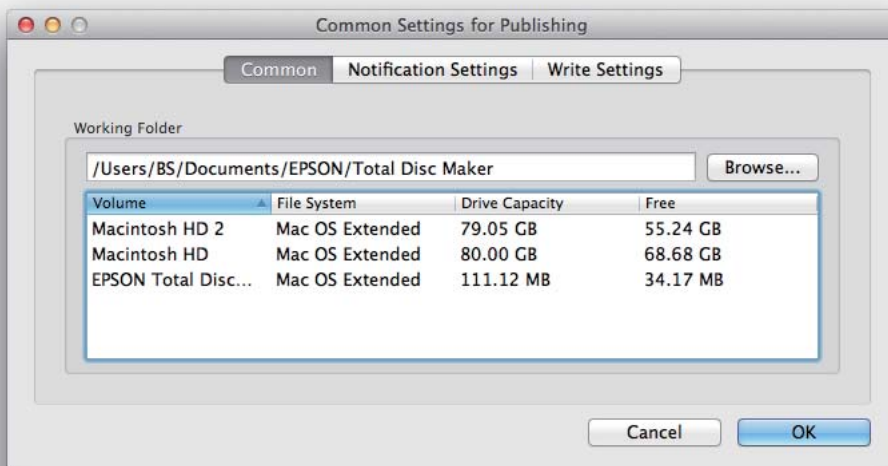 Common Settings for Publishing
Common Notification Settings Write Settings
Working Folder
/Users/BS/Documents/EPSON/Total Disc Maker Browse...
Volume File System Drive Capacity Free
Macintosh HD 2 Mac OS Extended 79.05 GB 55.24 GB
Macintosh HD Mac OS Extended 80.00 GB 68.68 GB
EPSON Total Disc... Mac OS Extended 111.12 MB 34.17 MB
Cancel OK